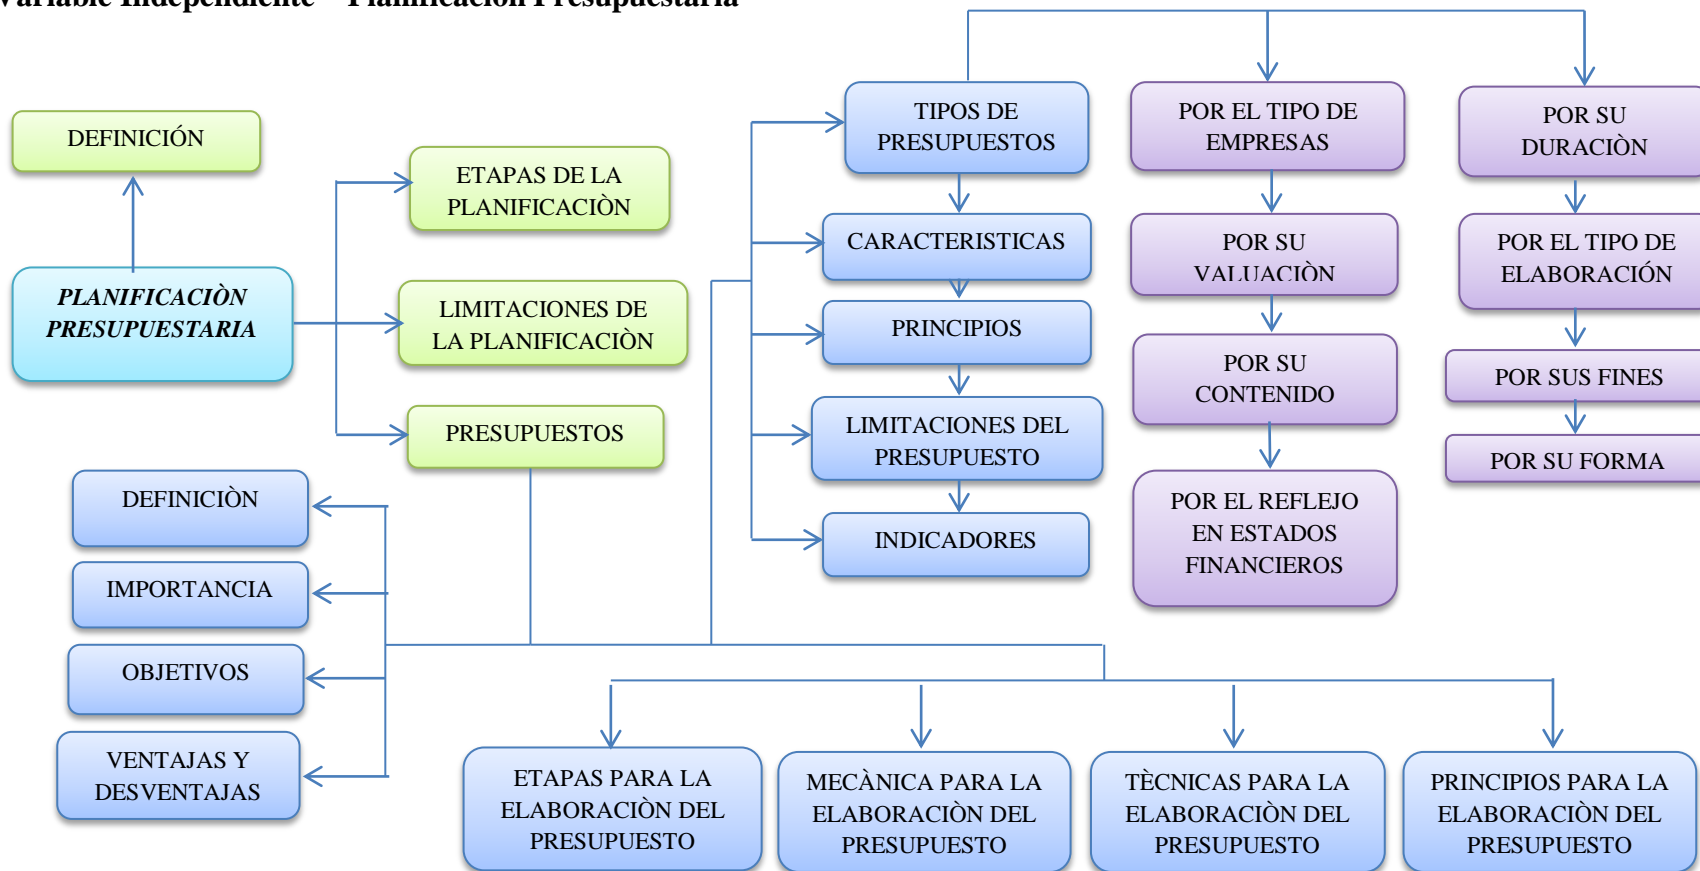 Variable Independiente – Planificación Presupuestaria
DEFINICIÓN
PLANIFICACIÒN
PRESUPUESTARIA
ETAPAS DE LA
PLANIFICACIÒN
LIMITACIONES DE
LA PLANIFICACIÒN
PRESUPUESTOS
DEFINICIÒN
IMPORTANCIA
OBJETIVOS
VENTAJAS Y
DESVENTAJAS
TIPOS DE
PRESUPUESTOS
CARACTERISTICAS
PRINCIPIOS
LIMITACIONES DEL
PRESUPUESTO
INDICADORES
POR EL TIPO DE
EMPRESAS
POR SU
VALUACIÒN
POR SU
CONTENIDO
POR EL REFLEJO
EN ESTADOS
FINANCIEROS
POR SU
DURACIÒN
POR EL TIPO DE
ELABORACIÓN
POR SUS FINES
POR SU FORMA
ETAPAS PARA LA
ELABORACIÒN DEL
PRESUPUESTO
MECÀNICA PARA LA
ELABORACIÒN DEL
PRESUPUESTO
TÈCNICAS PARA LA
ELABORACIÒN DEL
PRESUPUESTO
PRINCIPIOS PARA LA
ELABORACIÒN DEL
PRESUPUESTO